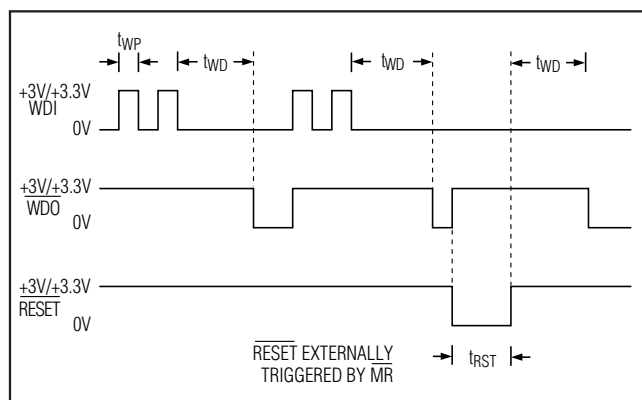 tWP
tWD
tWD
tWD
+3V/+3.3V
WDI
0V
+3V/+3.3V
WDO
0V
+3V/+3.3V
RESET
0V
RESET EXTERNALLY
TRIGGERED BY MR
tRST